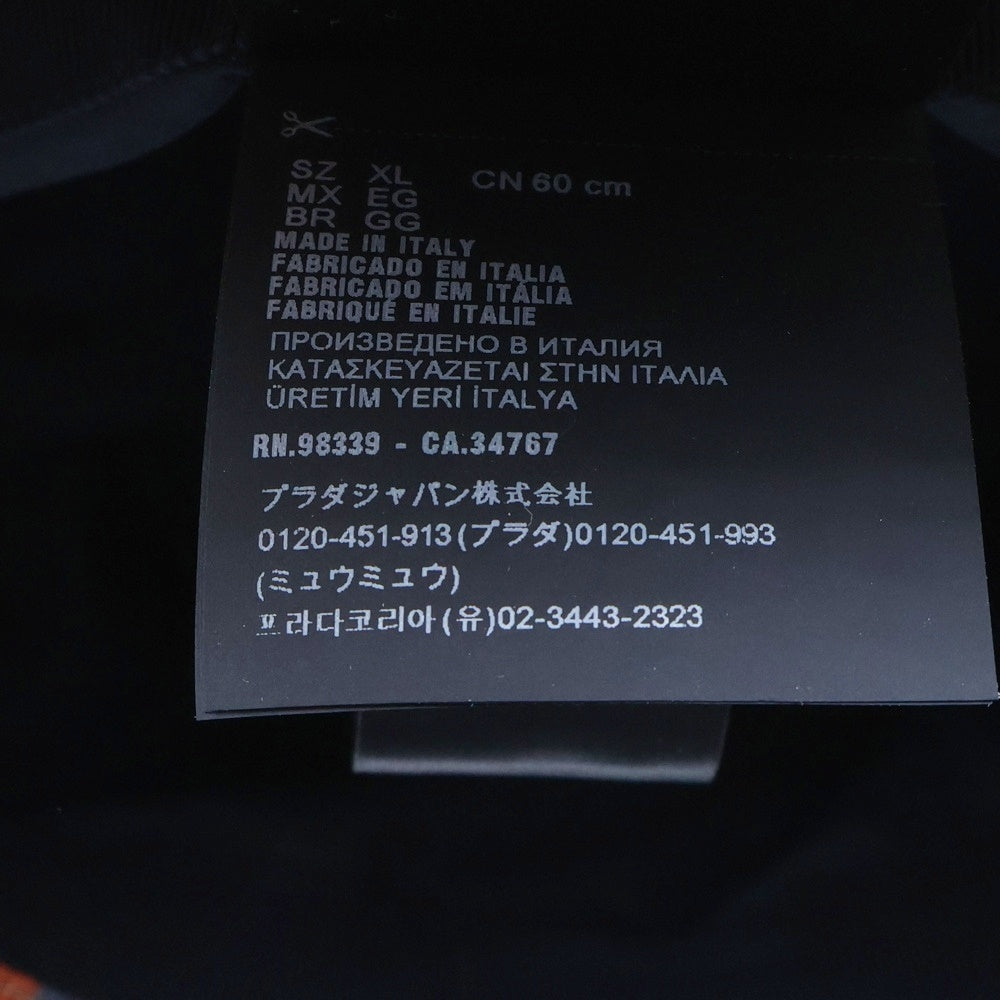 SZ XL CN 60 cm
MX EG
BR GG
MADE IN ITALY
FABRICADO EN ITALIA
FABRICADO EM ITÁLIA
FABRIQUÉ EN ITALIE
ПРОИЗВЕДЕНО В ИТАЛИЯ
ΚΑΤΑΣΚΕΥΑΖΕΤΑΙ ΣΤΗΝ ΙΤΑΛΙΑ
ÜRETİM YERİ İTALYA
RN.98339 - CA.34767
プラダジャパン株式会社
0120-451-913(プラダ)0120-451-993
(ミュウミュウ)
프라다코리아(유)02-3443-2323